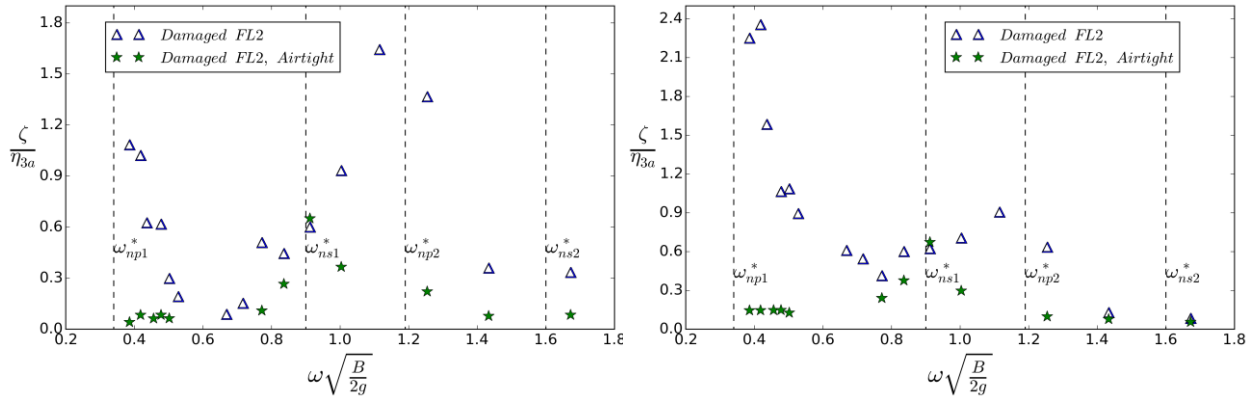 1.8
1.5
1.2
0.9
0.6
0.3
0.0
ζ/η_{3a}
Damaged FL2
Damaged FL2, Airtight
ω*_{np1}
ω*_{ns1}
ω*_{np2}
ω*_{ns2}
0.2 0.4 0.6 0.8 1.0 1.2 1.4 1.6 1.8
ω√(B/2g)
2.4
2.1
1.8
1.5
1.2
0.9
0.6
0.3
0.0
ζ/η_{3a}
Damaged FL2
Damaged FL2, Airtight
ω*_{np1}
ω*_{ns1}
ω*_{np2}
ω*_{ns2}
0.2 0.4 0.6 0.8 1.0 1.2 1.4 1.6 1.8
ω√(B/2g)